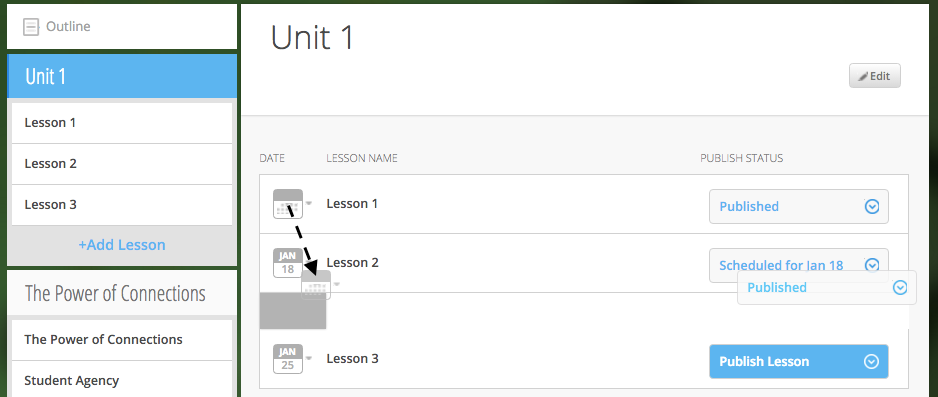 Outline
Unit 1
Lesson 1
Lesson 2
Lesson 3
+Add Lesson
The Power of Connections
The Power of Connections
Student Agency
Unit 1
Edit
DATE LESSON NAME PUBLISH STATUS
Lesson 1 Published
JAN
18 Lesson 2 Scheduled for Jan 18
Published
JAN
25 Lesson 3 Publish Lesson